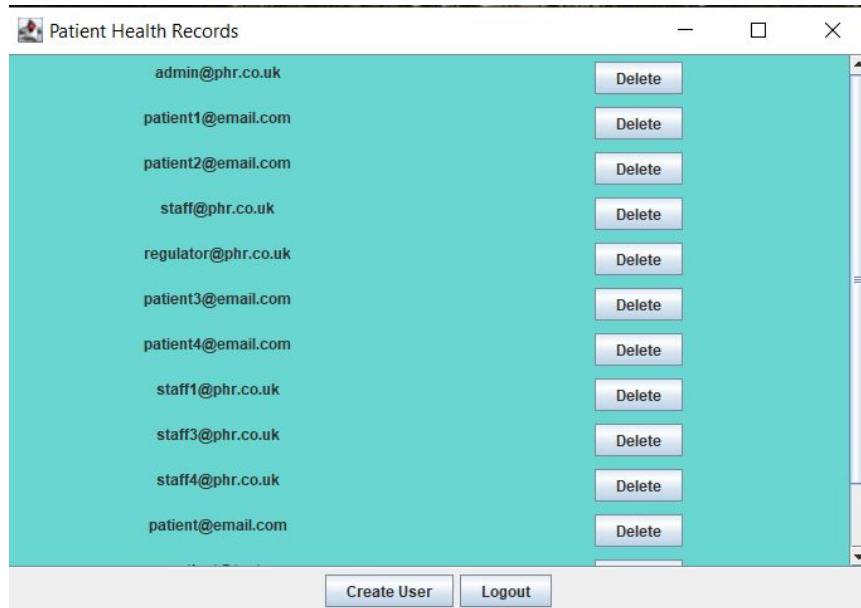 Patient Health Records
admin@phr.co.uk Delete
patient1@email.com Delete
patient2@email.com Delete
staff@phr.co.uk Delete
regulator@phr.co.uk Delete
patient3@email.com Delete
patient4@email.com Delete
staff1@phr.co.uk Delete
staff3@phr.co.uk Delete
staff4@phr.co.uk Delete
patient@email.com Delete
Create User Logout